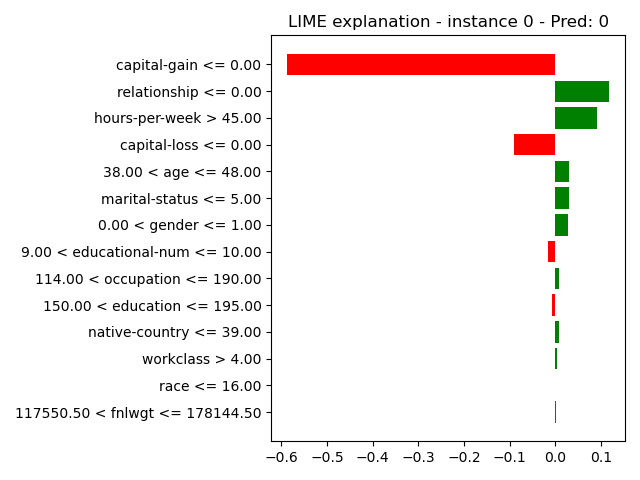 LIME explanation - instance 0 - Pred: 0
capital-gain <= 0.00
relationship <= 0.00
hours-per-week > 45.00
capital-loss <= 0.00
38.00 < age <= 48.00
marital-status <= 5.00
0.00 < gender <= 1.00
9.00 < educational-num <= 10.00
114.00 < occupation <= 190.00
150.00 < education <= 195.00
native-country <= 39.00
workclass > 4.00
race <= 16.00
117550.50 < fnlwgt <= 178144.50
−0.6 −0.5 −0.4 −0.3 −0.2 −0.1 0.0 0.1